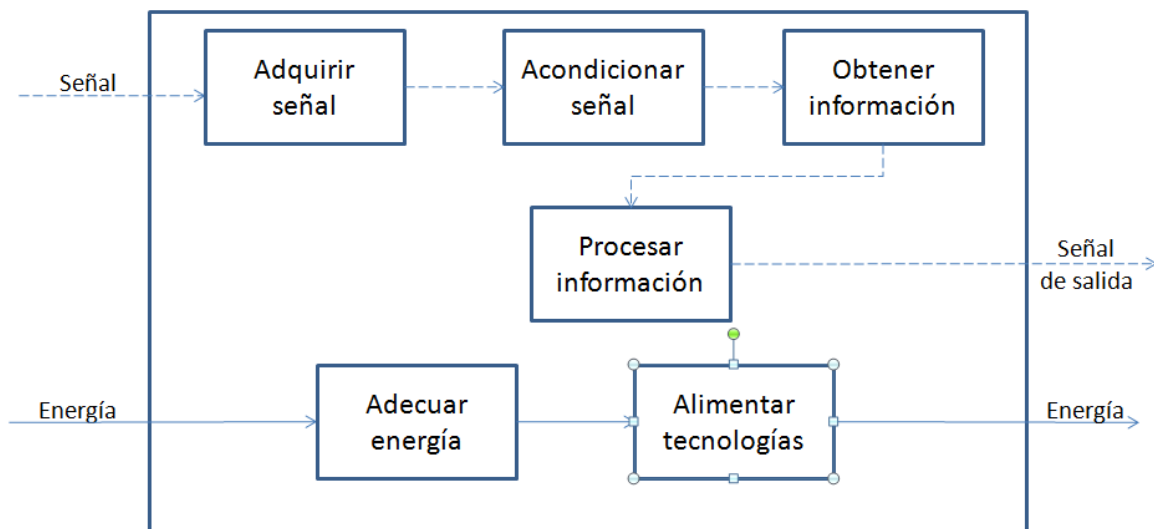 Señal
Adquirir
señal
Acondicionar
señal
Obtener
información
Procesar
información
Señal
de salida
Energía
Adecuar
energía
Alimentar
tecnologías
Energía